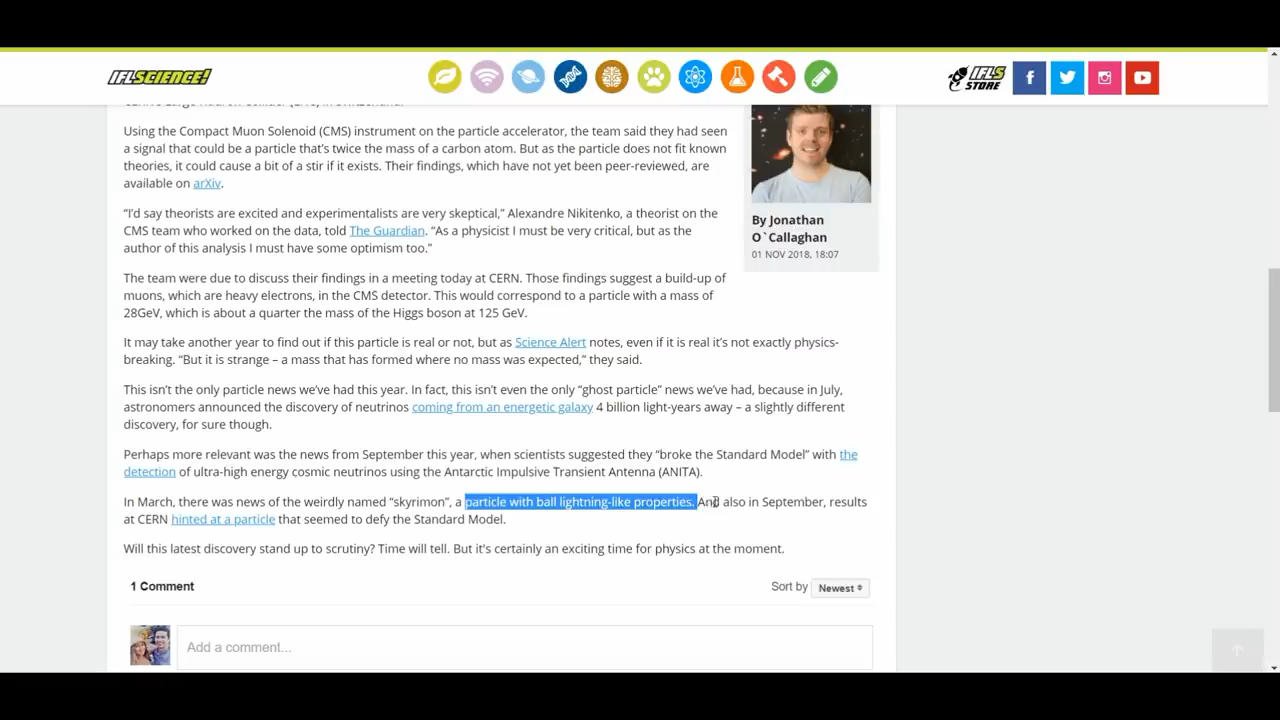 IFLSCIENCE!
IFLS
STORE
Using the Compact Muon Solenoid (CMS) instrument on the particle accelerator, the team said they had seen
a signal that could be a particle that's twice the mass of a carbon atom. But as the particle does not fit known
theories, it could cause a bit of a stir if it exists. Their findings, which have not yet been peer-reviewed, are
available on arXiv.
"I'd say theorists are excited and experimentalists are very skeptical," Alexandre Nikitenko, a theorist on the
CMS team who worked on the data, told The Guardian. "As a physicist I must be very critical, but as the
author of this analysis I must have some optimism too."
By Jonathan
O`Callaghan
01 NOV 2018, 18:07
The team were due to discuss their findings in a meeting today at CERN. Those findings suggest a build-up of
muons, which are heavy electrons, in the CMS detector. This would correspond to a particle with a mass of
28GeV, which is about a quarter the mass of the Higgs boson at 125 GeV.
It may take another year to find out if this particle is real or not, but as Science Alert notes, even if it is real it's not exactly physics-
breaking. "But it is strange – a mass that has formed where no mass was expected," they said.
This isn't the only particle news we've had this year. In fact, this isn't even the only "ghost particle" news we've had, because in July,
astronomers announced the discovery of neutrinos coming from an energetic galaxy 4 billion light-years away – a slightly different
discovery, for sure though.
Perhaps more relevant was the news from September this year, when scientists suggested they "broke the Standard Model" with the
detection of ultra-high energy cosmic neutrinos using the Antarctic Impulsive Transient Antenna (ANITA).
In March, there was news of the weirdly named "skyrimon", a particle with ball lightning-like properties. And also in September, results
at CERN hinted at a particle that seemed to defy the Standard Model.
Will this latest discovery stand up to scrutiny? Time will tell. But it's certainly an exciting time for physics at the moment.
1 Comment
Sort by Newest
Add a comment...